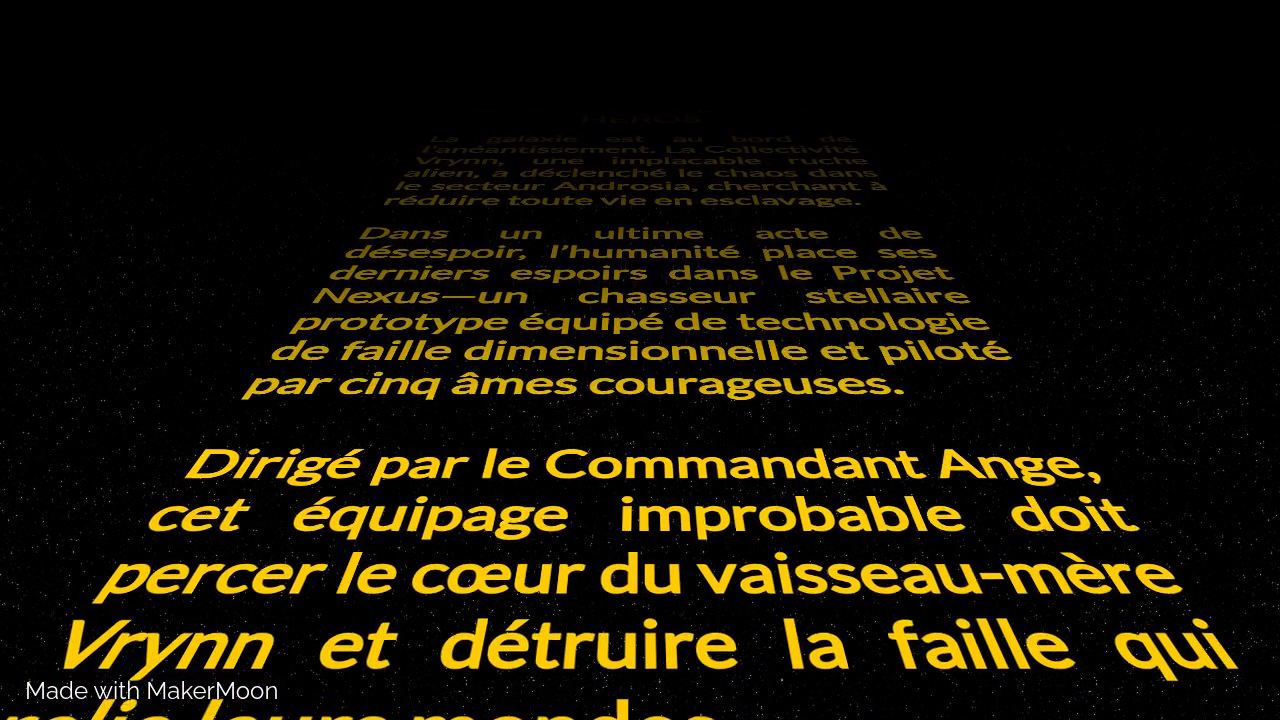 HÉROS
La galaxie est au bord de
l'anéantissement. La Collectivité
Vrynn, une implacable ruche
alien, a déclenché le chaos dans
le secteur Androsia, cherchant à
réduire toute vie en esclavage.
Dans un ultime acte de
désespoir, l'humanité place ses
derniers espoirs dans le Projet
Nexus—un chasseur stellaire
prototype équipé de technologie
de faille dimensionnelle et piloté
par cinq âmes courageuses.
Dirigé par le Commandant Ange,
cet équipage improbable doit
percer le cœur du vaisseau-mère
Vrynn et détruire la faille qui
relie leurs mondes.
Made with MakerMoon